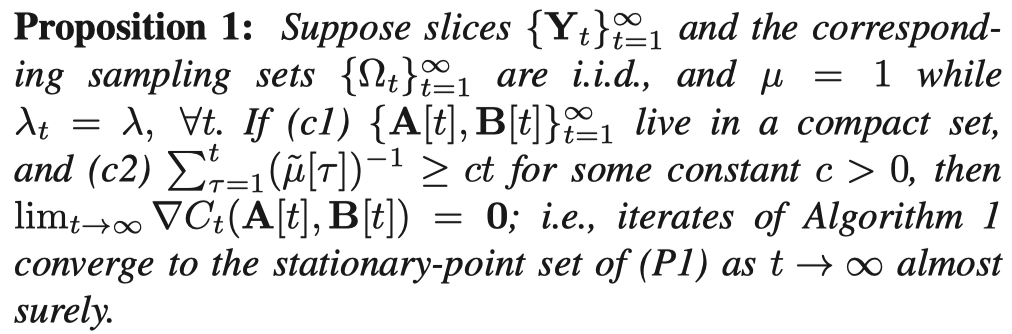 Proposition 1: Suppose slices {Y_t}_{t=1}^∞ and the correspond-
ing sampling sets {Ω_t}_{t=1}^∞ are i.i.d., and μ = 1 while
λ_t = λ, ∀t. If (c1) {A[t], B[t]}_{t=1}^∞ live in a compact set,
and (c2) ∑_{τ=1}^t (μ̃[τ])^{-1} ≥ ct for some constant c > 0, then
lim_{t→∞} ∇C_t(A[t], B[t]) = 0; i.e., iterates of Algorithm 1
converge to the stationary-point set of (P1) as t → ∞ almost
surely.